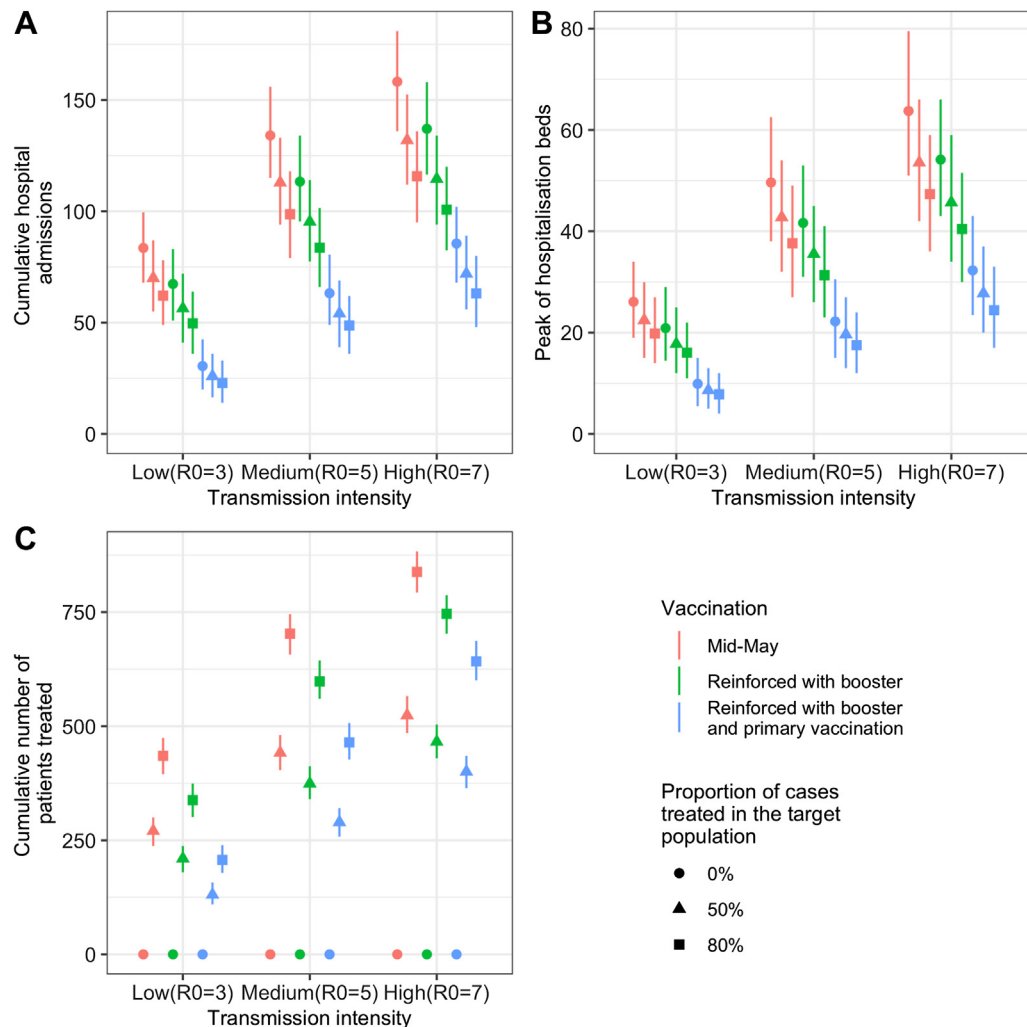 A
Cumulative hospital
admissions
150
100
50
0
Low(R0=3) Medium(R0=5) High(R0=7)
Transmission intensity
B
Peak of hospitalisation beds
80
60
40
20
0
Low(R0=3) Medium(R0=5) High(R0=7)
Transmission intensity
C
Cumulative number of
patients treated
750
500
250
0
Low(R0=3) Medium(R0=5) High(R0=7)
Transmission intensity
Vaccination
Mid-May
Reinforced with booster
Reinforced with booster
and primary vaccination
Proportion of cases
treated in the target
population
0%
50%
80%